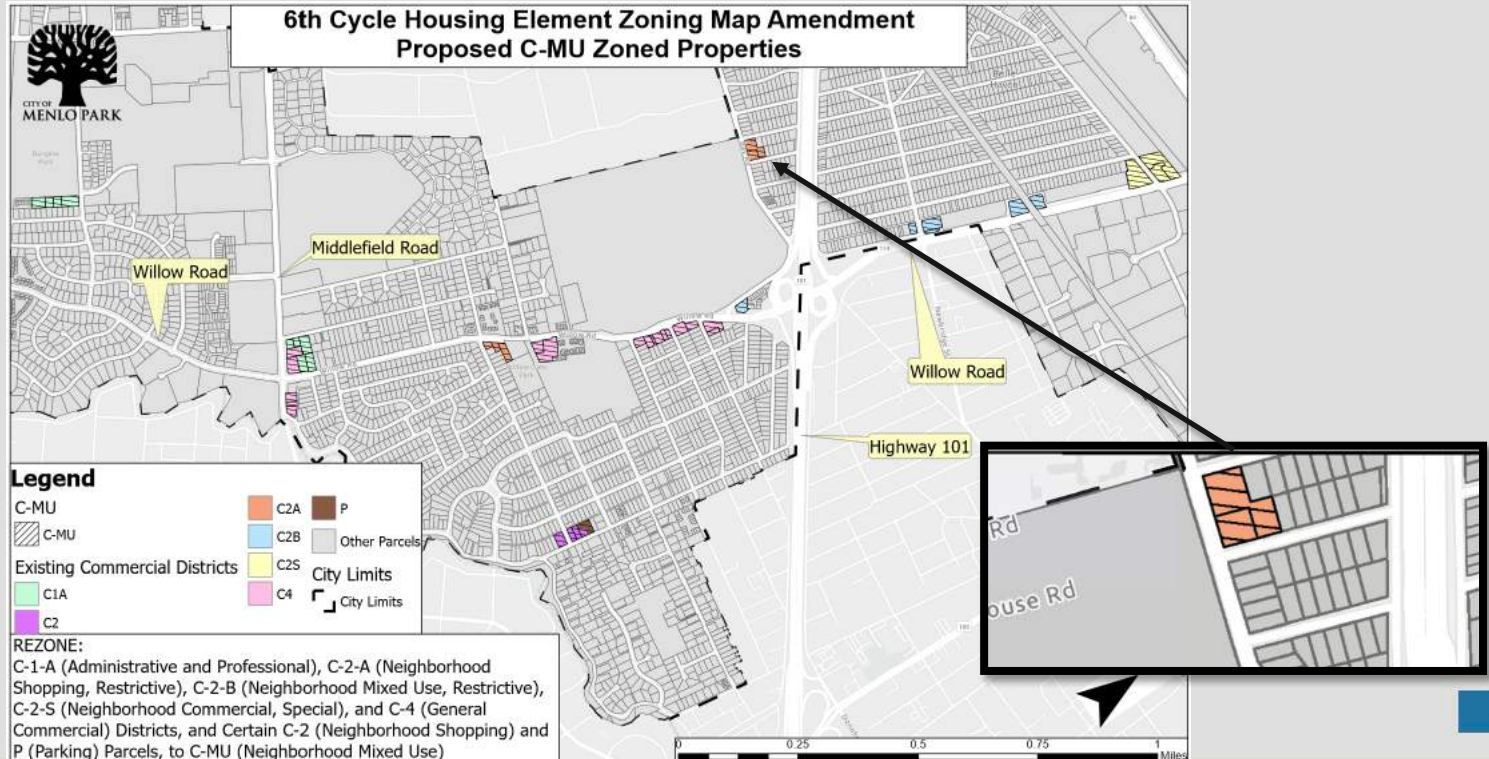 6th Cycle Housing Element Zoning Map Amendment
Proposed C-MU Zoned Properties
CITY OF
MENLO PARK
Middlefield Road
Willow Road
Willow Rd
101
114
Willow Road
Highway 101
Legend
C-MU
C-MU
Existing Commercial Districts
C1A
C2
C2A
C2B
C2S
C4
P
Other Parcels
City Limits
City Limits
Rd
ouse Rd
REZONE:
C-1-A (Administrative and Professional), C-2-A (Neighborhood
Shopping, Restrictive), C-2-B (Neighborhood Mixed Use, Restrictive),
C-2-S (Neighborhood Commercial, Special), and C-4 (General
Commercial) Districts, and Certain C-2 (Neighborhood Shopping) and
P (Parking) Parcels, to C-MU (Neighborhood Mixed Use)
0 0.25 0.5 0.75 1
Miles